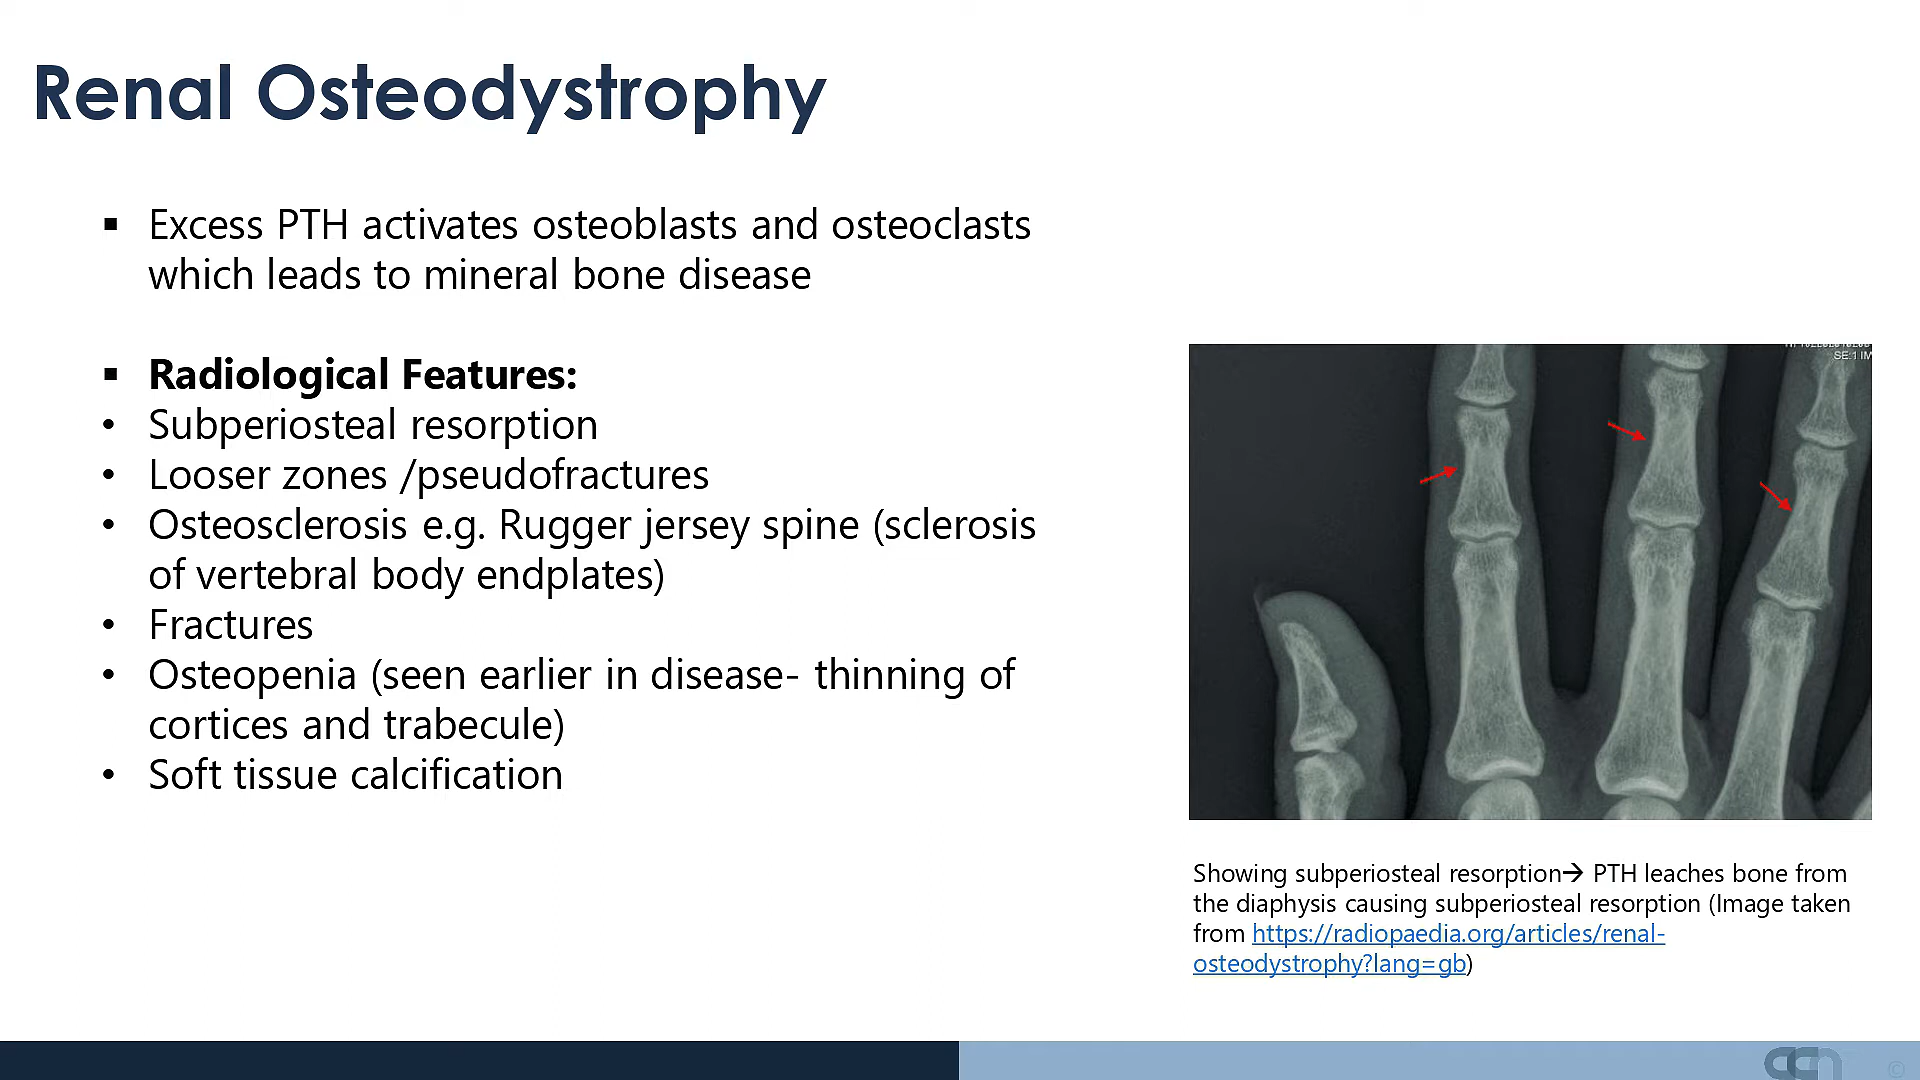 Renal Osteodystrophy
▪ Excess PTH activates osteoblasts and osteoclasts
which leads to mineral bone disease
▪ Radiological Features:
• Subperiosteal resorption
• Looser zones /pseudofractures
• Osteosclerosis e.g. Rugger jersey spine (sclerosis
of vertebral body endplates)
• Fractures
• Osteopenia (seen earlier in disease- thinning of
cortices and trabecule)
• Soft tissue calcification
SE:1 IM
Showing subperiosteal resorption→ PTH leaches bone from
the diaphysis causing subperiosteal resorption (Image taken
from https://radiopaedia.org/articles/renal-
osteodystrophy?lang=gb)
©